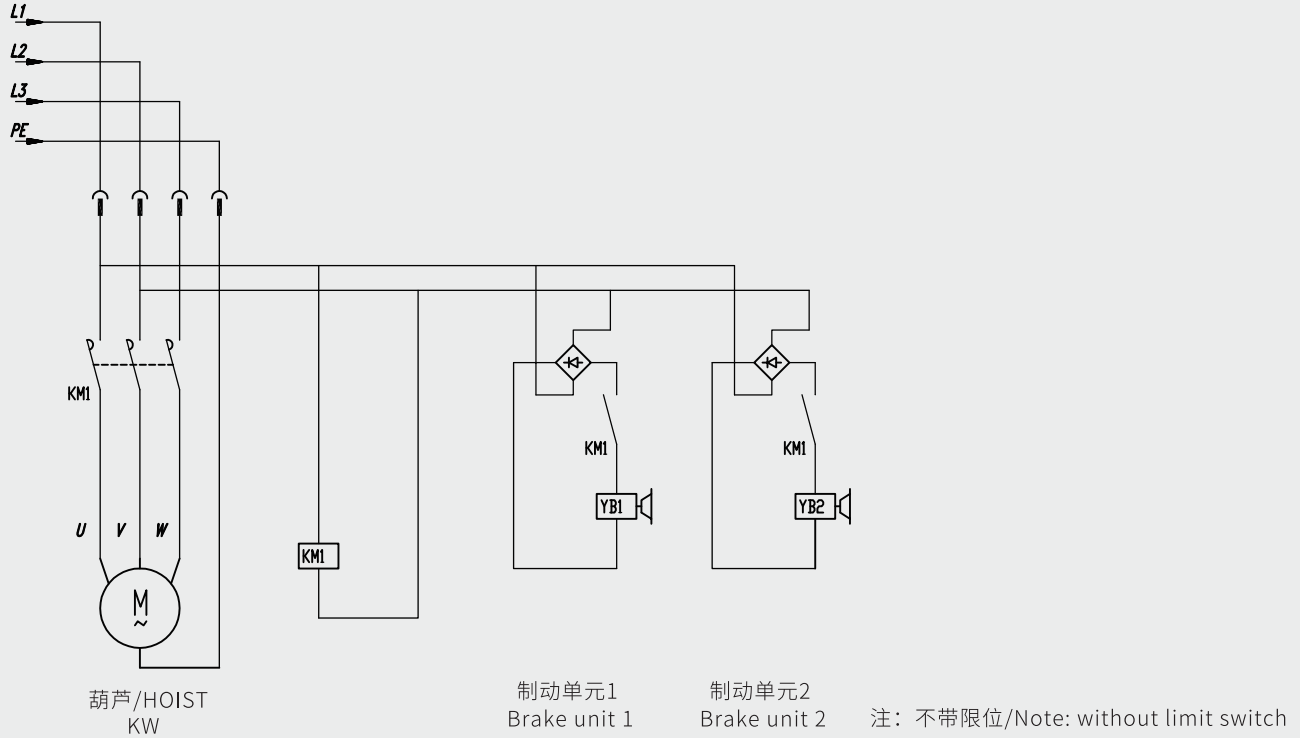 L1
L2
L3
PE
KM1
KM1
KM1
YB1
YB2
U V W
KM1
M
~
葫芦/HOIST
KW
制动单元1
Brake unit 1
制动单元2
Brake unit 2
注：不带限位/Note: without limit switch